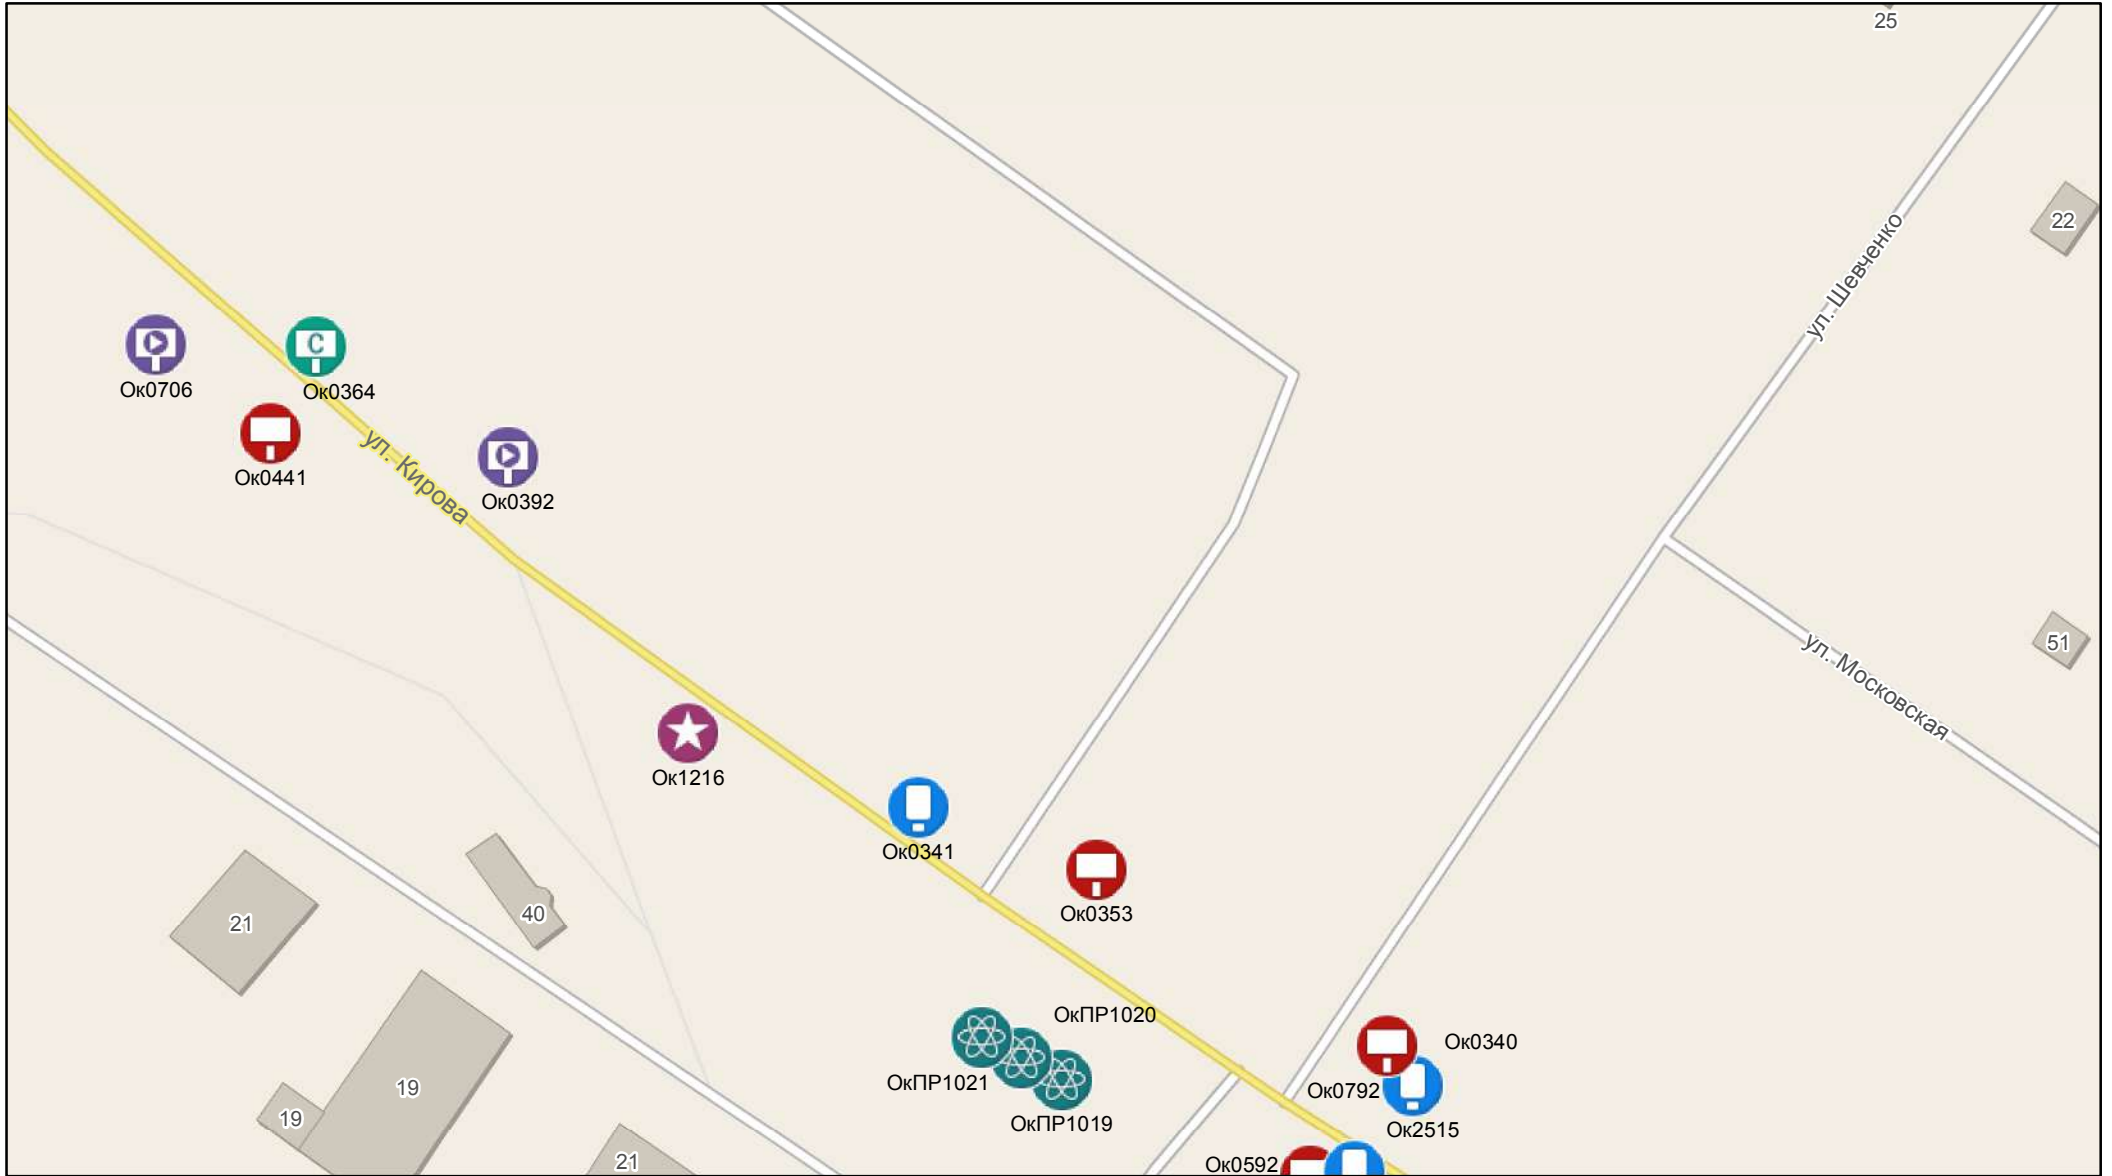 25
22
ул. Шевченко
Ок0706
C
Ок0364
Ок0441
ул. Кирова
Ок0392
51
ул. Московская
Ок1216
Ок0341
Ок0353
21
40
ОкПР1020
Ок0340
ОкПР1021
Ок0792
19
19
ОкПР1019
Ок2515
21
Ок0592